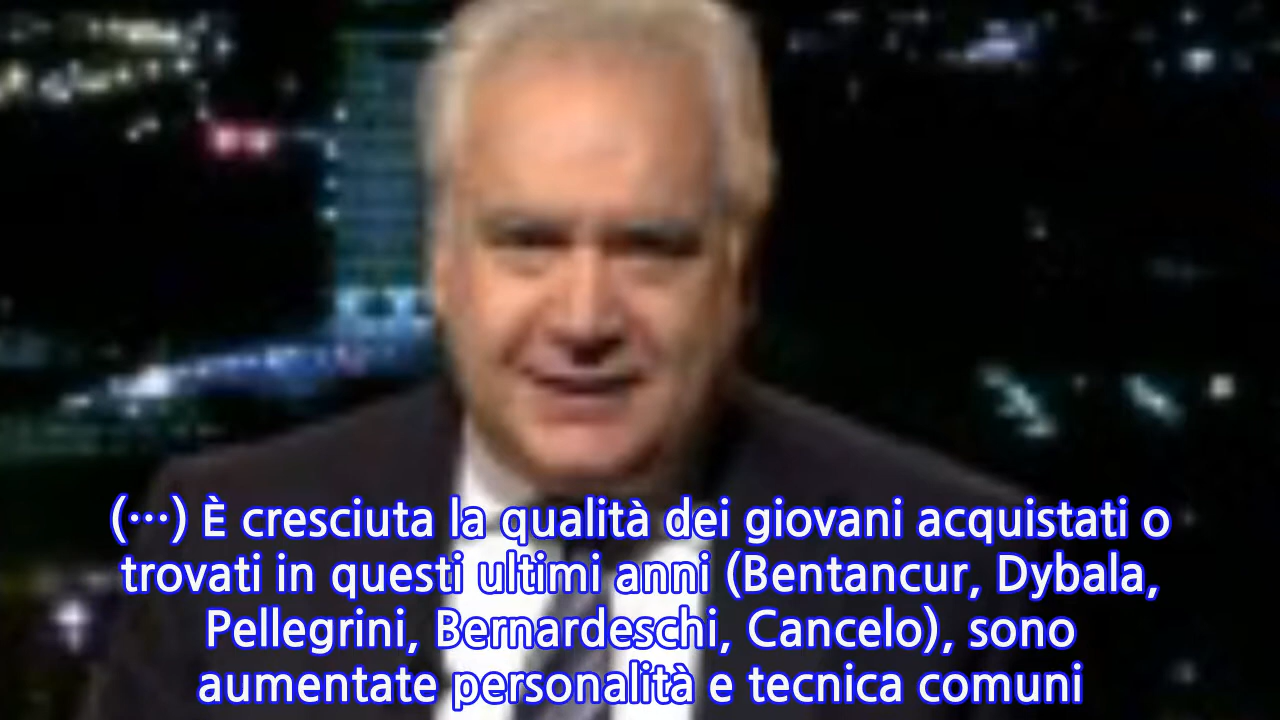 (···) È cresciuta la qualità dei giovani acquistati o
trovati in questi ultimi anni (Bentancur, Dybala,
Pellegrini, Bernardeschi, Cancelo), sono
aumentate personalità e tecnica comuni